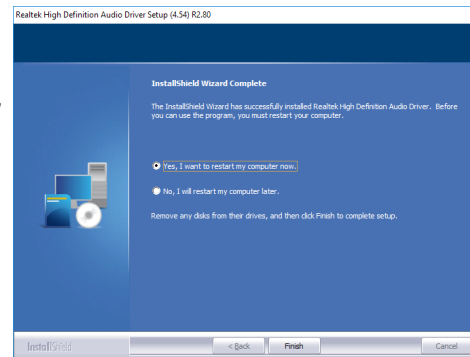 Realtek High Definition Audio Driver Setup (4.54) R2.80
InstallShield Wizard Complete
The InstallShield Wizard has successfully installed Realtek High Definition Audio Driver. Before
you can use the program, you must restart your computer.
Yes, I want to restart my computer now.
No, I will restart my computer later.
Remove any disks from their drives, and then click Finish to complete setup.
InstallShield
< Back
Finish
Cancel